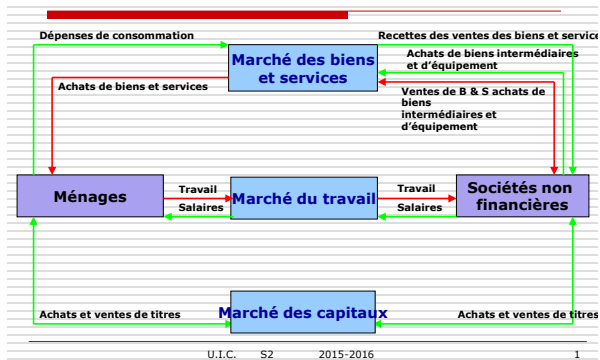 Dépenses de consommation
Recettes des ventes des biens et service
Marché des biens
et services
Achats de biens intermédiaires
et d'équipement
Achats de biens et services
Ventes de B & S achats de
biens
intermédiaires et
d'équipement
Ménages
Travail
Salaires
Marché du travail
Travail
Salaires
Sociétés non
financières
Achats et ventes de titres
Marché des capitaux
Achats et ventes de titres
U.I.C. S2 2015-2016 1